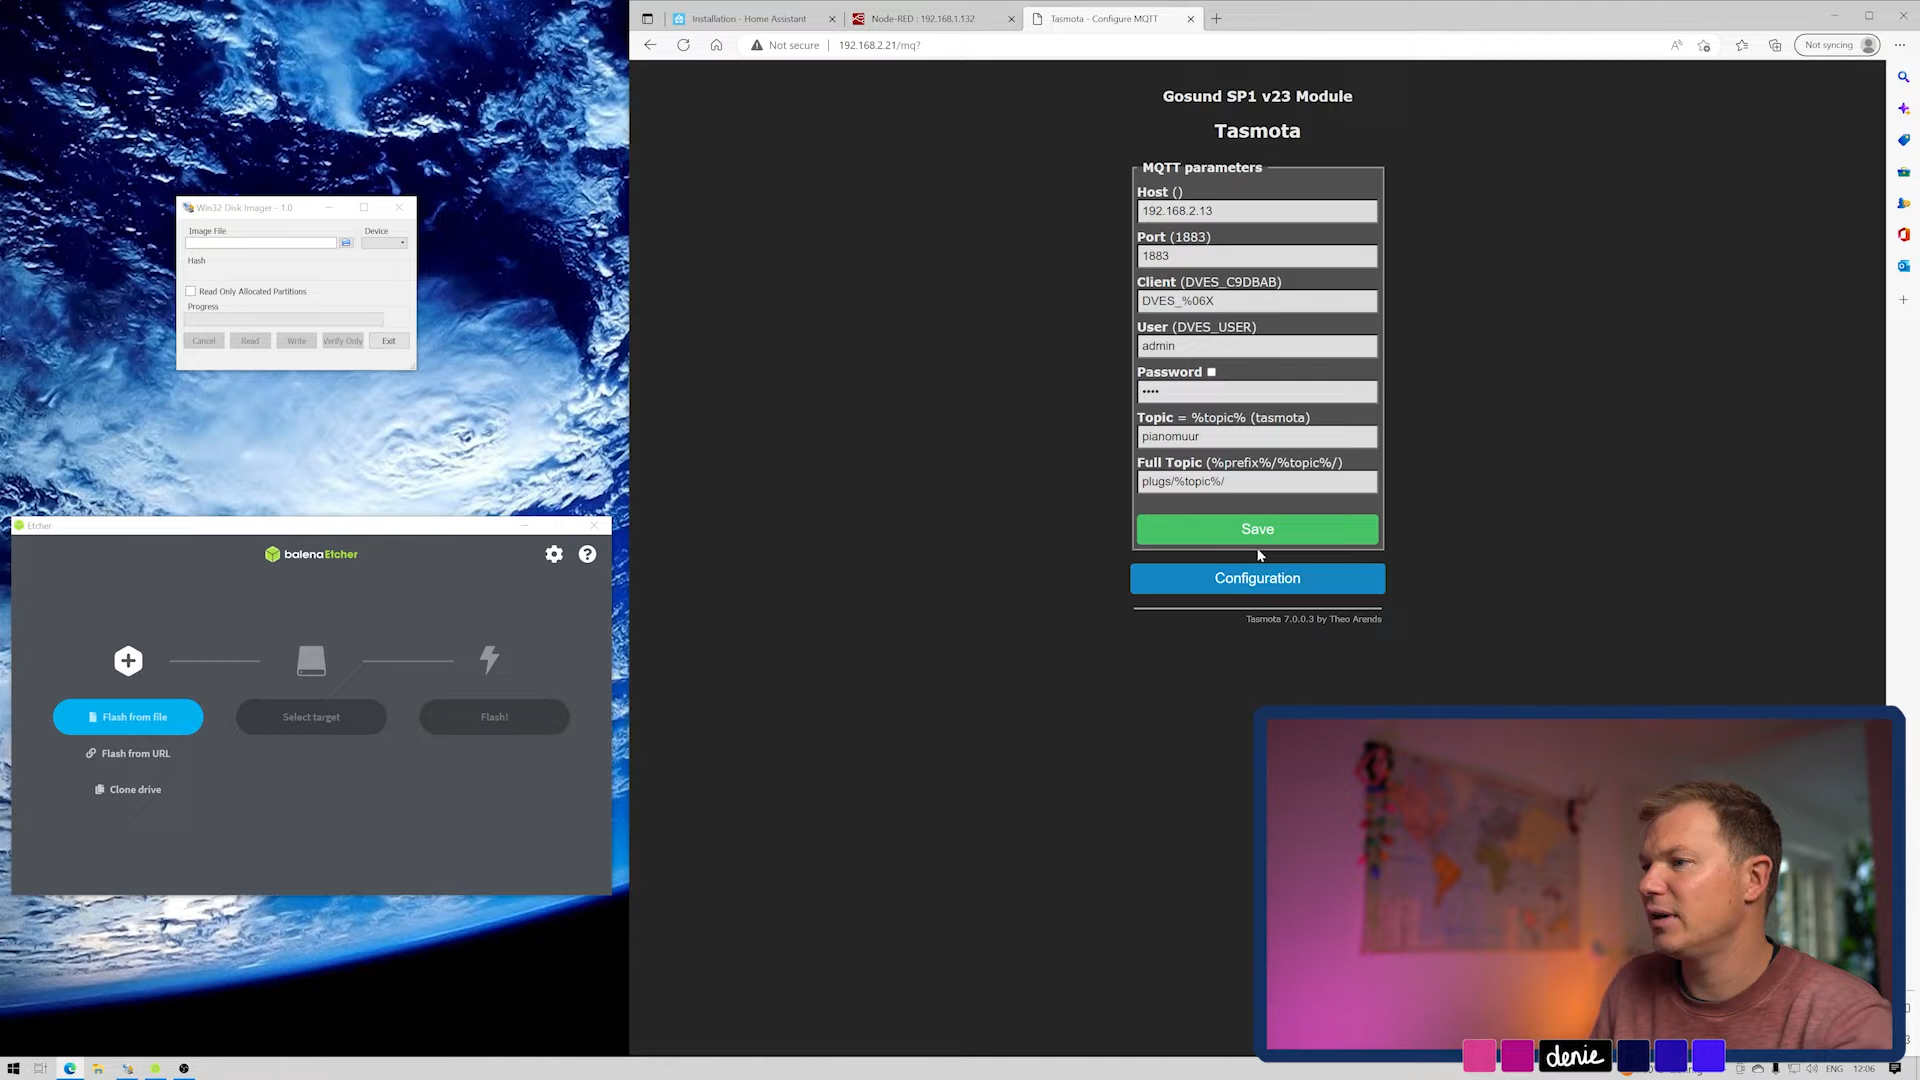 Installation - Home Assistant
Node-RED : 192.168.1.132
Tasmota - Configure MQTT
Not secure
192.168.2.21/mq?
Not syncing
Gosund SP1 v23 Module
Tasmota
MQTT parameters
Host ()
192.168.2.13
Port (1883)
1883
Client (DVES_C9DBAB)
DVES_%06X
User (DVES_USER)
admin
Password
••••
Topic = %topic% (tasmota)
pianomuur
Full Topic (%prefix%/%topic%/)
plugs/%topic%/
Save
Configuration
Tasmota 7.0.0.3 by Theo Arends
Win32 Disk Imager - 1.0
Image File
Device
Hash
Read Only Allocated Partitions
Progress
Cancel
Read
Write
Verify Only
Exit
Etcher
balenaEtcher
Flash from file
Select target
Flash!
Flash from URL
Clone drive
denie
ENG
12:06